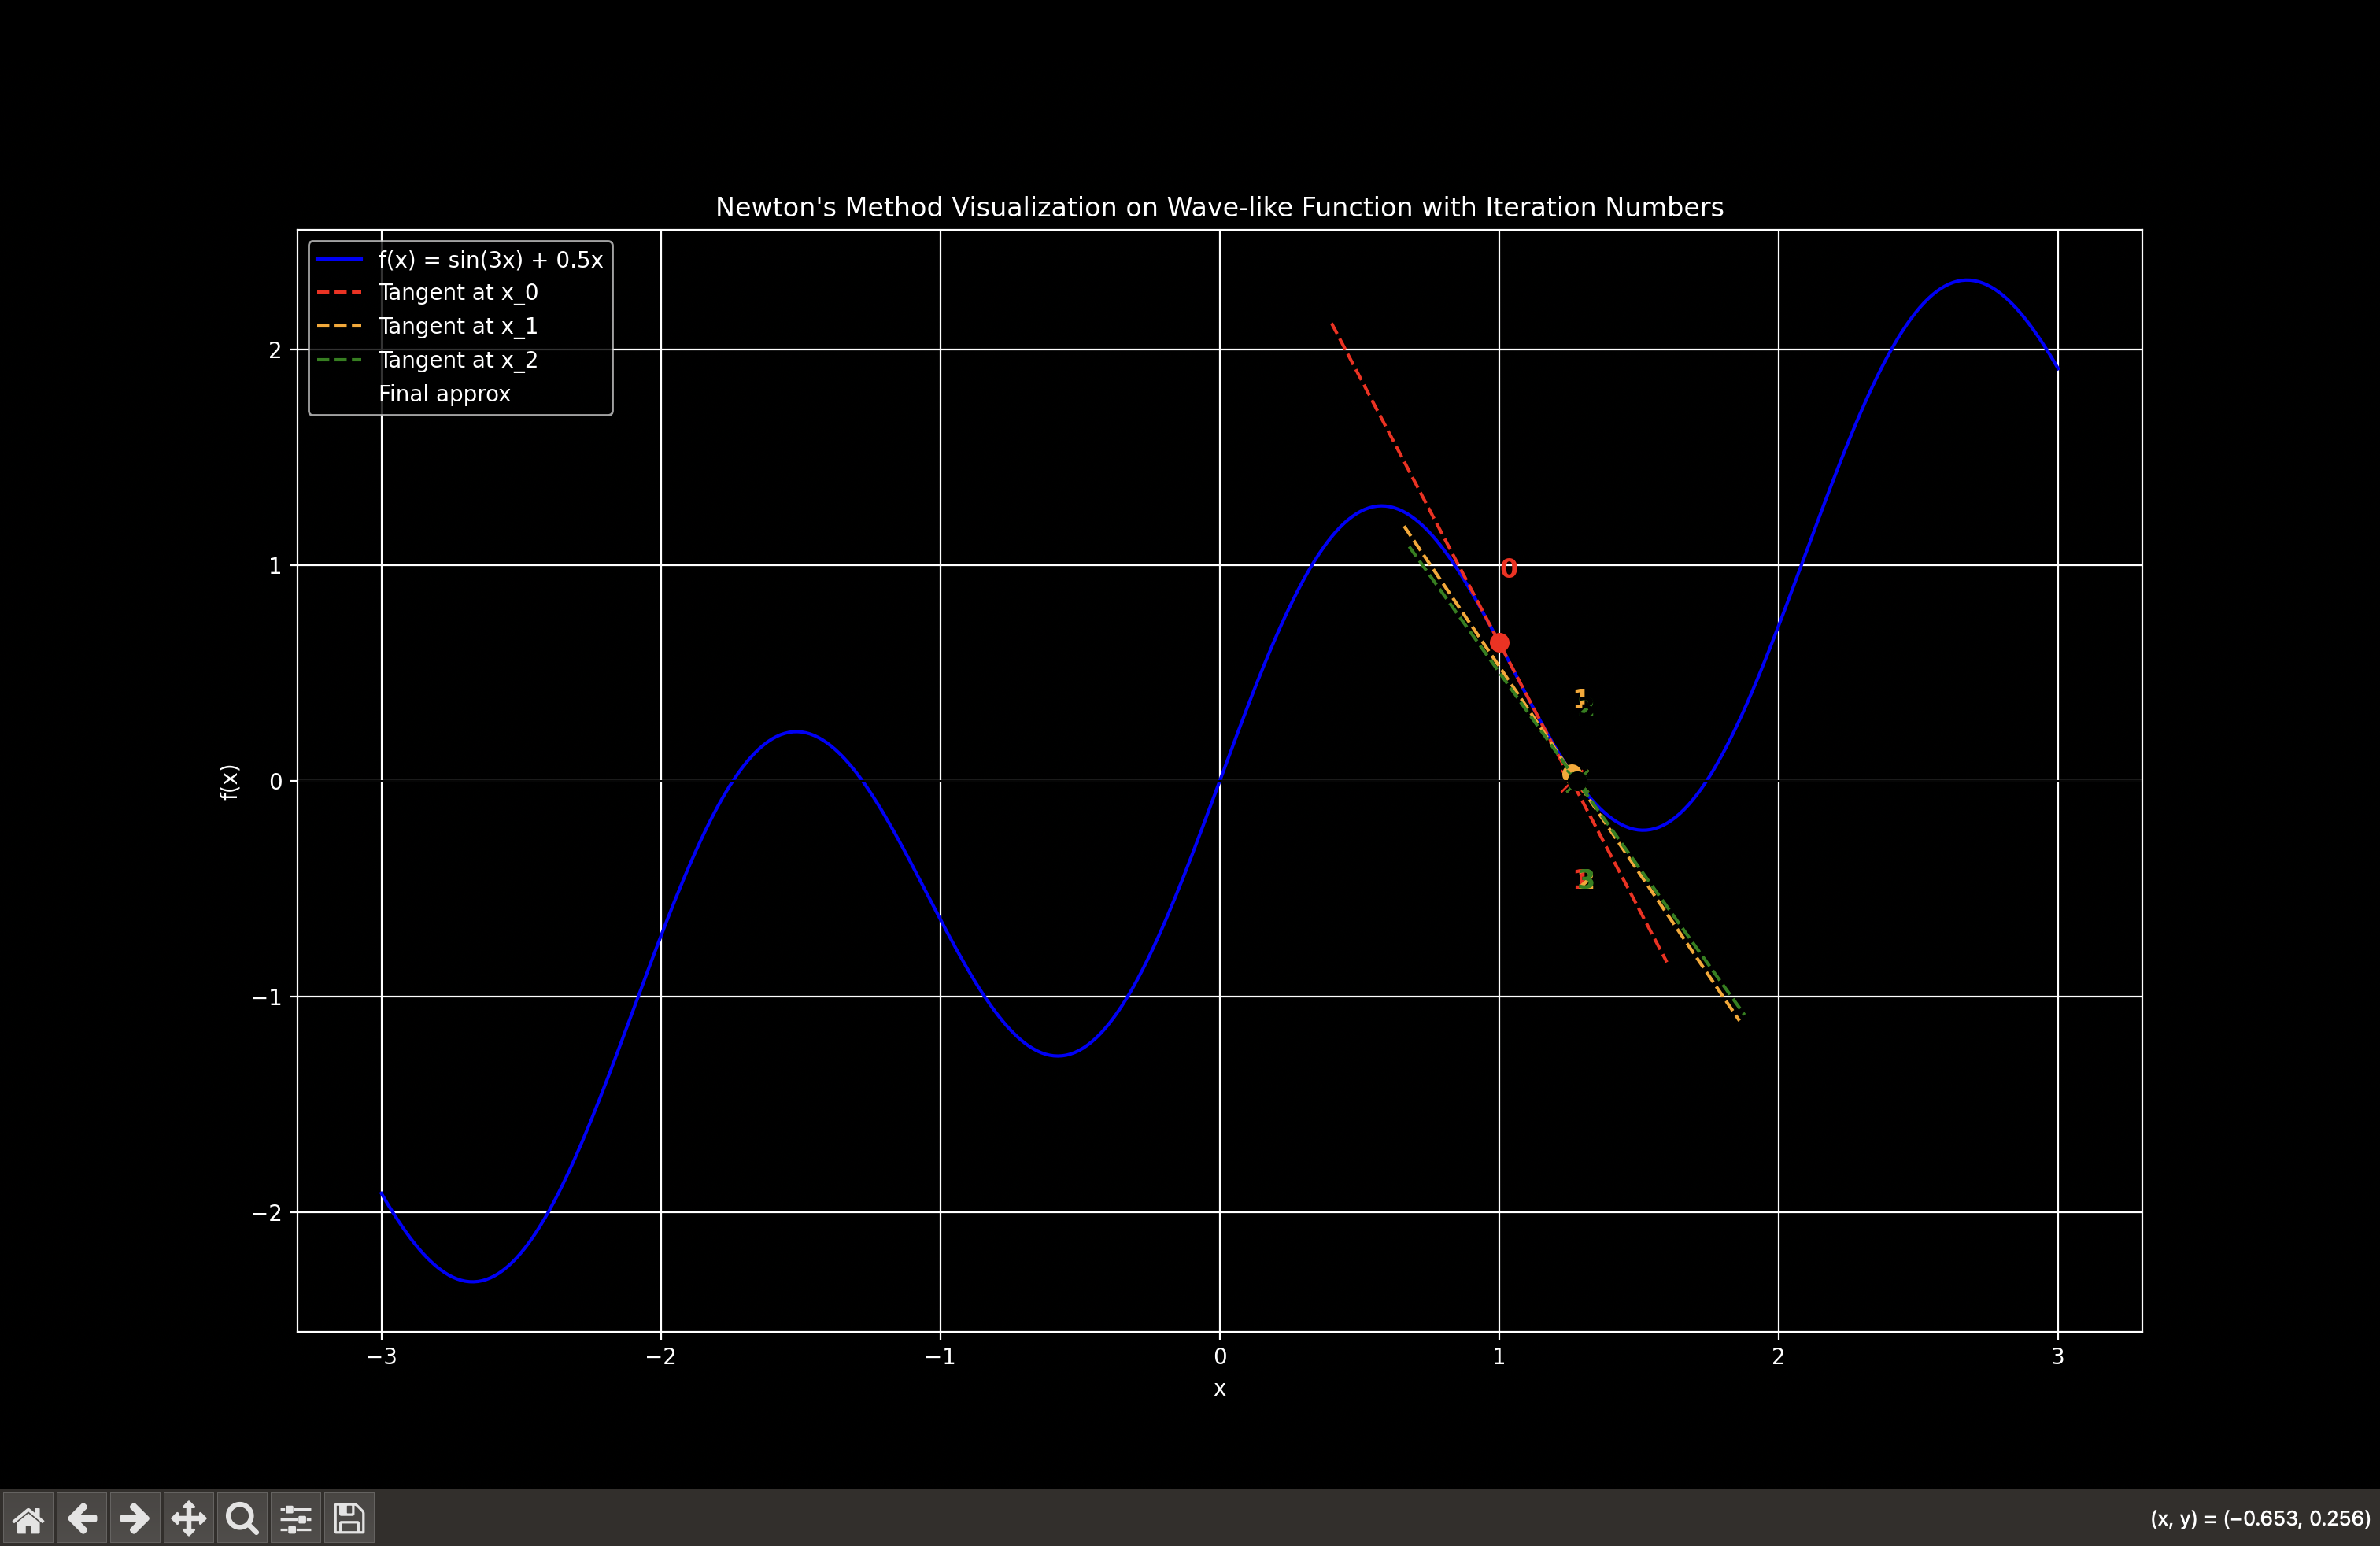 Newton's Method Visualization on Wave-like Function with Iteration Numbers
f(x) = sin(3x) + 0.5x
Tangent at x_0
Tangent at x_1
Tangent at x_2
Final approx
2
1
0
−1
−2
f(x)
0
1
−3
−2
−1
0
1
2
3
x
(x, y) = (−0.653, 0.256)